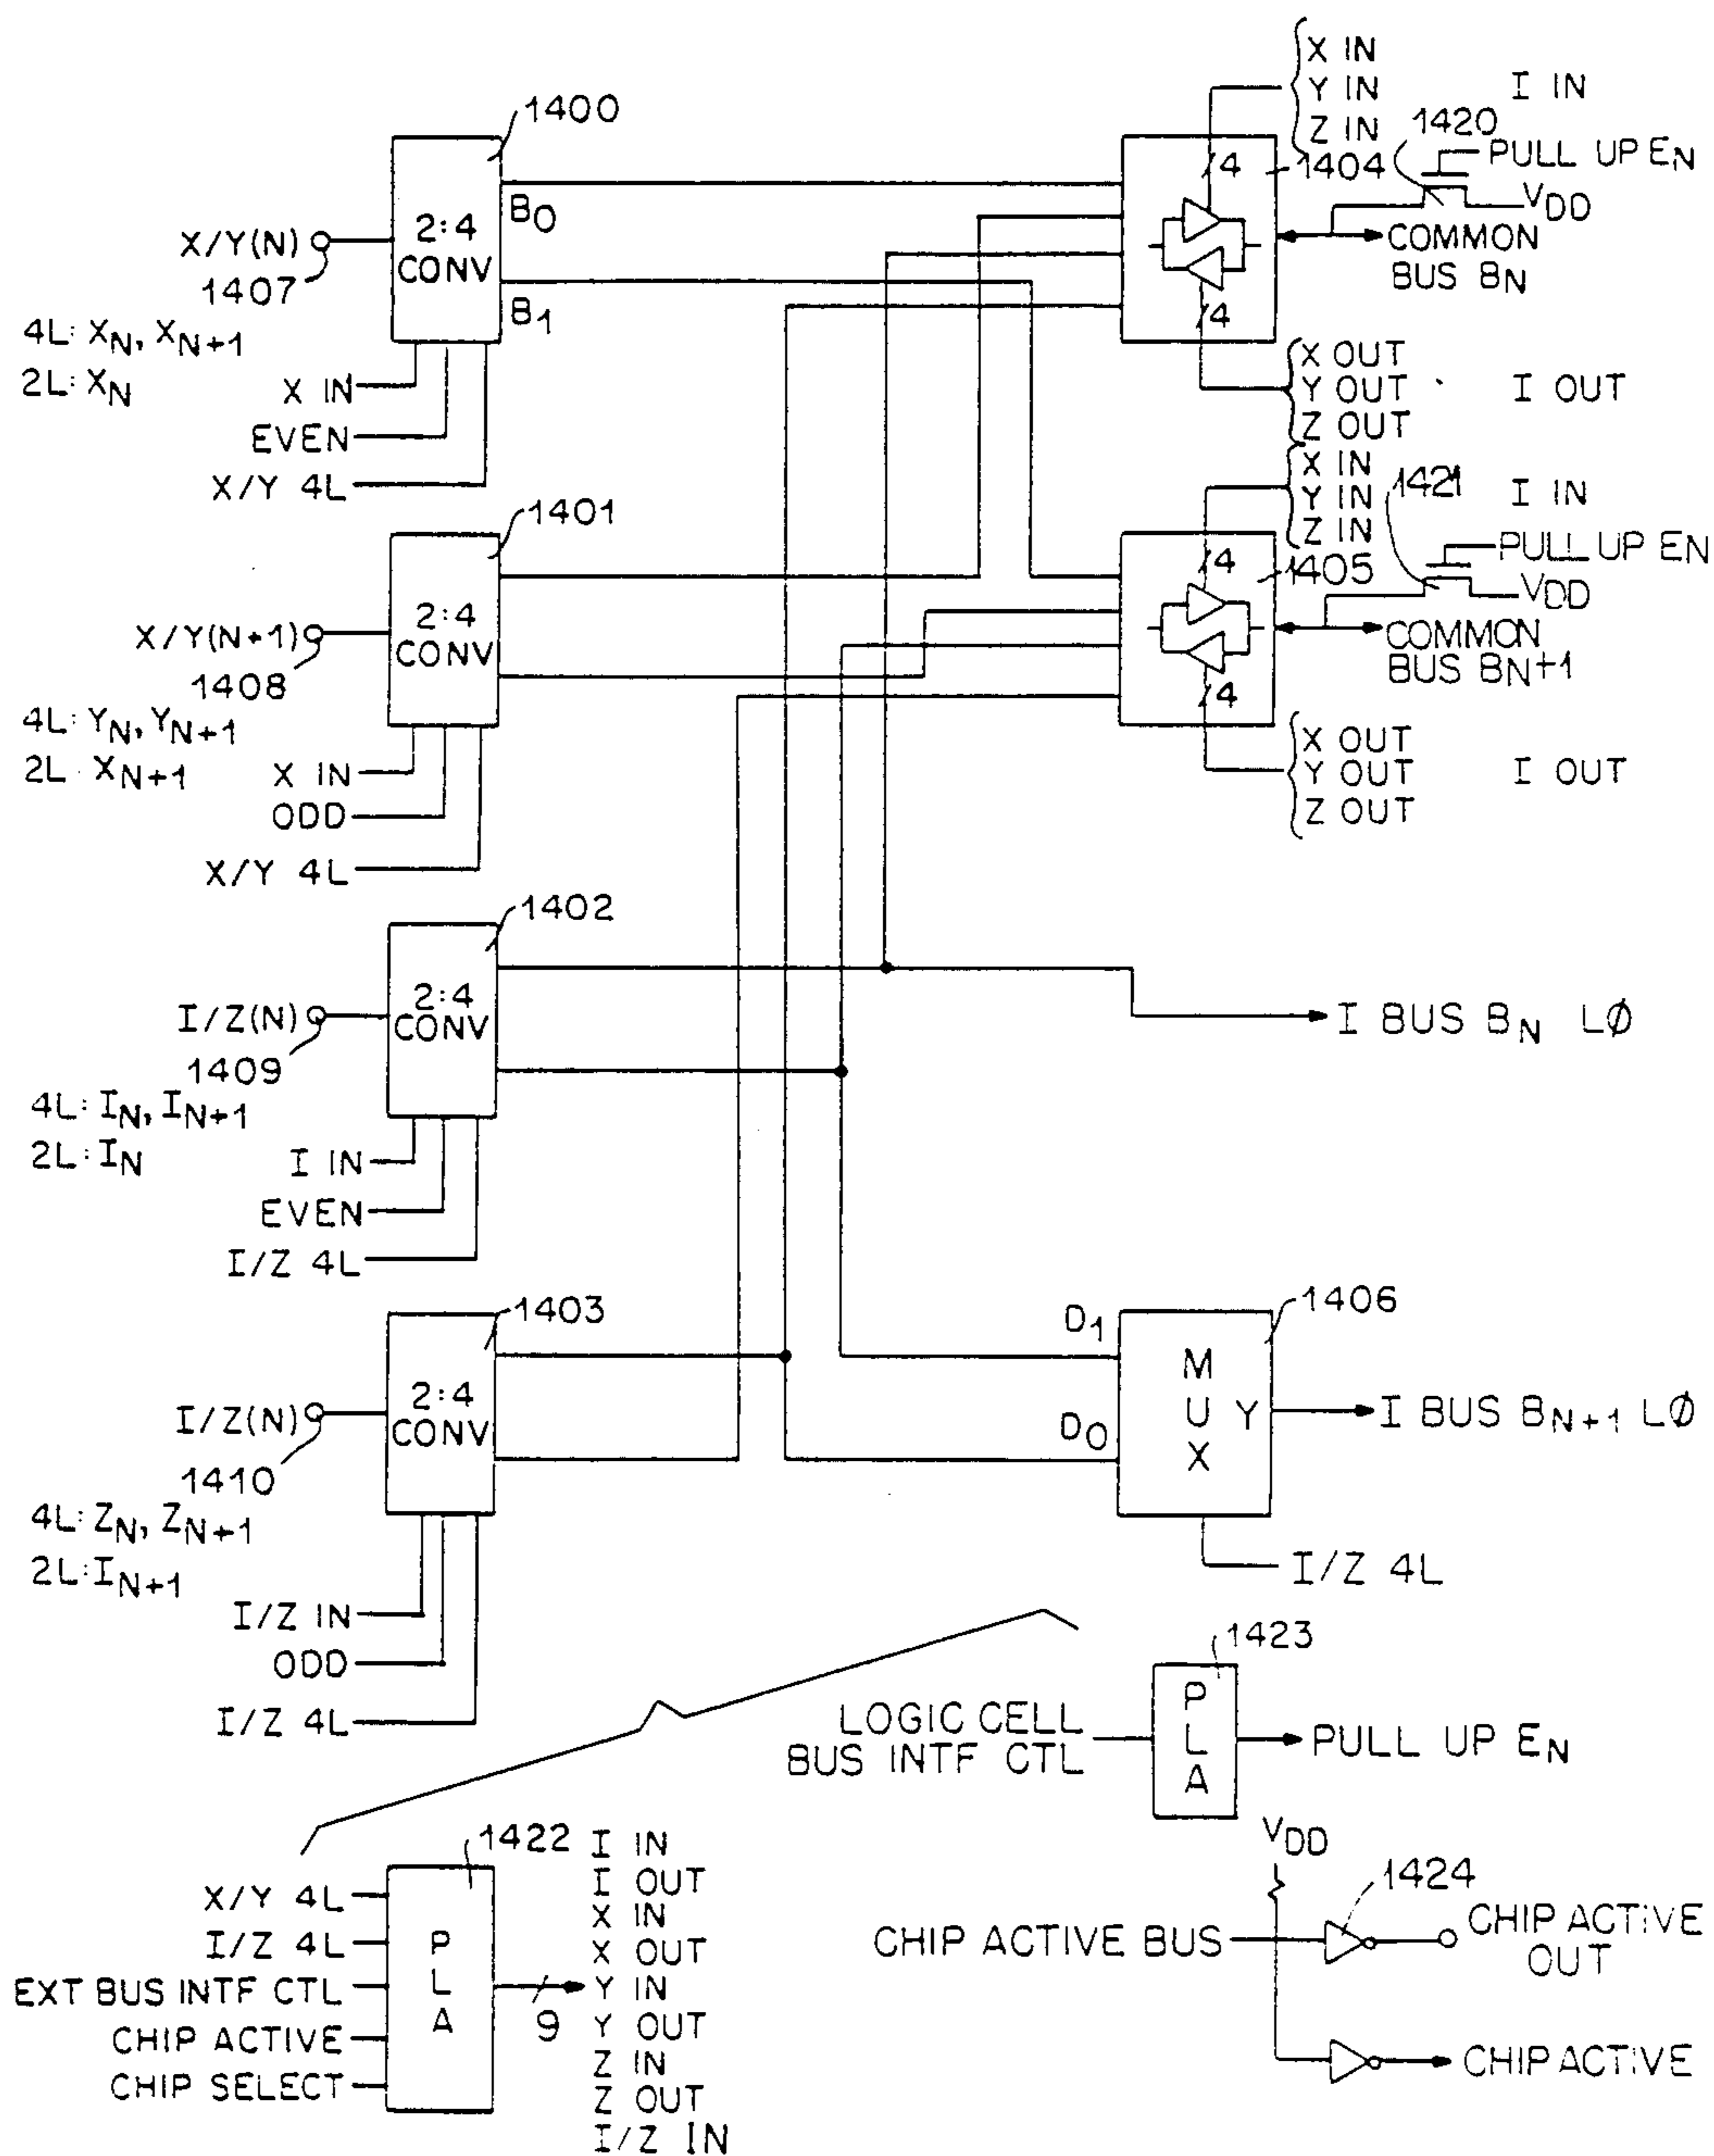 1400
2:4
CONV
B0
B1
X/Y(N)
1407
4L: XN, XN+1
2L: XN
X IN
EVEN
X/Y 4L
X IN
Y IN
Z IN
I IN
1420
PULL UP EN
VDD
4
1404
COMMON
BUS BN
4
X OUT
Y OUT
Z OUT
I OUT
1401
2:4
CONV
X/Y(N+1)
1408
4L: YN, YN+1
2L: XN+1
X IN
ODD
X/Y 4L
X IN
Y IN
Z IN
I IN
1421
PULL UP EN
VDD
4
1405
COMMON
BUS BN+1
4
X OUT
Y OUT
Z OUT
I OUT
1402
2:4
CONV
I/Z(N)
1409
4L: IN, IN+1
2L: IN
I IN
EVEN
I/Z 4L
I BUS BN LØ
1403
2:4
CONV
I/Z(N)
1410
4L: ZN, ZN+1
2L: IN+1
I/Z IN
ODD
I/Z 4L
1406
D1
D0
M
U
X
Y
I BUS BN+1 LØ
I/Z 4L
1423
LOGIC CELL
BUS INTF CTL
P
L
A
PULL UP EN
1422
X/Y 4L
I/Z 4L
EXT BUS INTF CTL
CHIP ACTIVE
CHIP SELECT
P
L
A
9
I IN
I OUT
X IN
X OUT
Y IN
Y OUT
Z IN
Z OUT
I/Z IN
VDD
1424
CHIP ACTIVE BUS
CHIP ACTIVE
OUT
CHIP ACTIVE